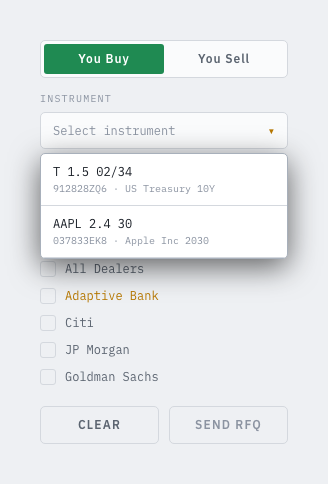 You Buy You Sell
INSTRUMENT
Select instrument
T 1.5 02/34
912828ZQ6 · US Treasury 10Y
AAPL 2.4 30
037833EK8 · Apple Inc 2030
All Dealers
Adaptive Bank
Citi
JP Morgan
Goldman Sachs
CLEAR SEND RFQ